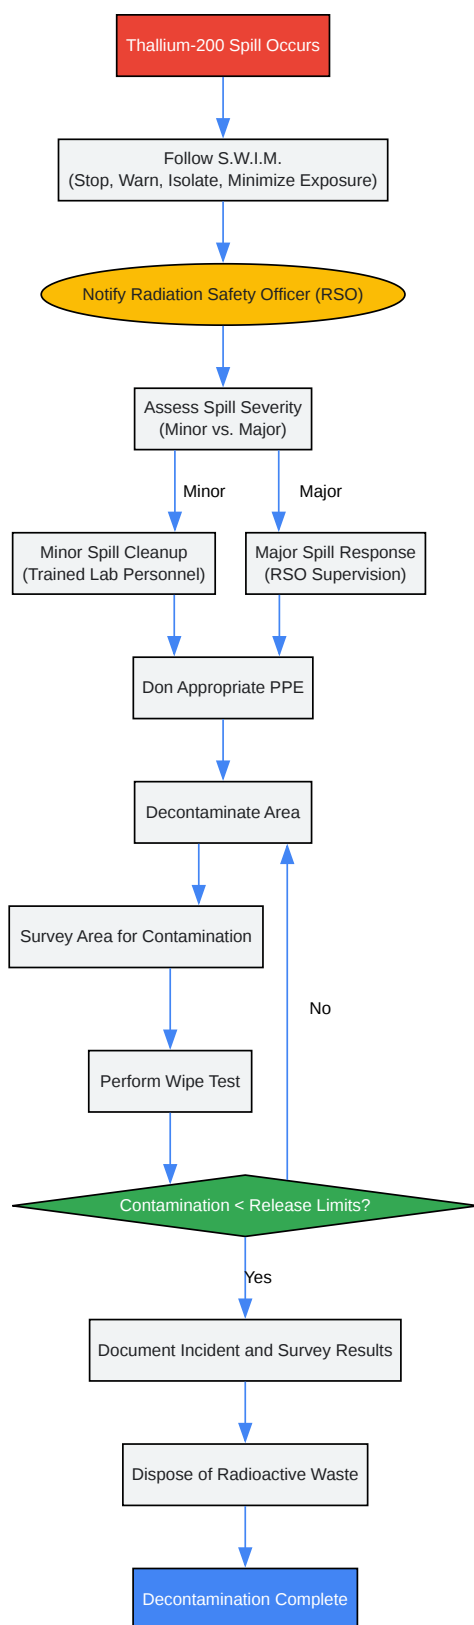 Thallium-200 Spill Occurs
Follow S.W.I.M.
(Stop, Warn, Isolate, Minimize Exposure)
Notify Radiation Safety Officer (RSO)
Assess Spill Severity
(Minor vs. Major)
Minor
Major
Minor Spill Cleanup
(Trained Lab Personnel)
Major Spill Response
(RSO Supervision)
Don Appropriate PPE
Decontaminate Area
Survey Area for Contamination
No
Perform Wipe Test
Contamination < Release Limits?
Yes
Document Incident and Survey Results
Dispose of Radioactive Waste
Decontamination Complete